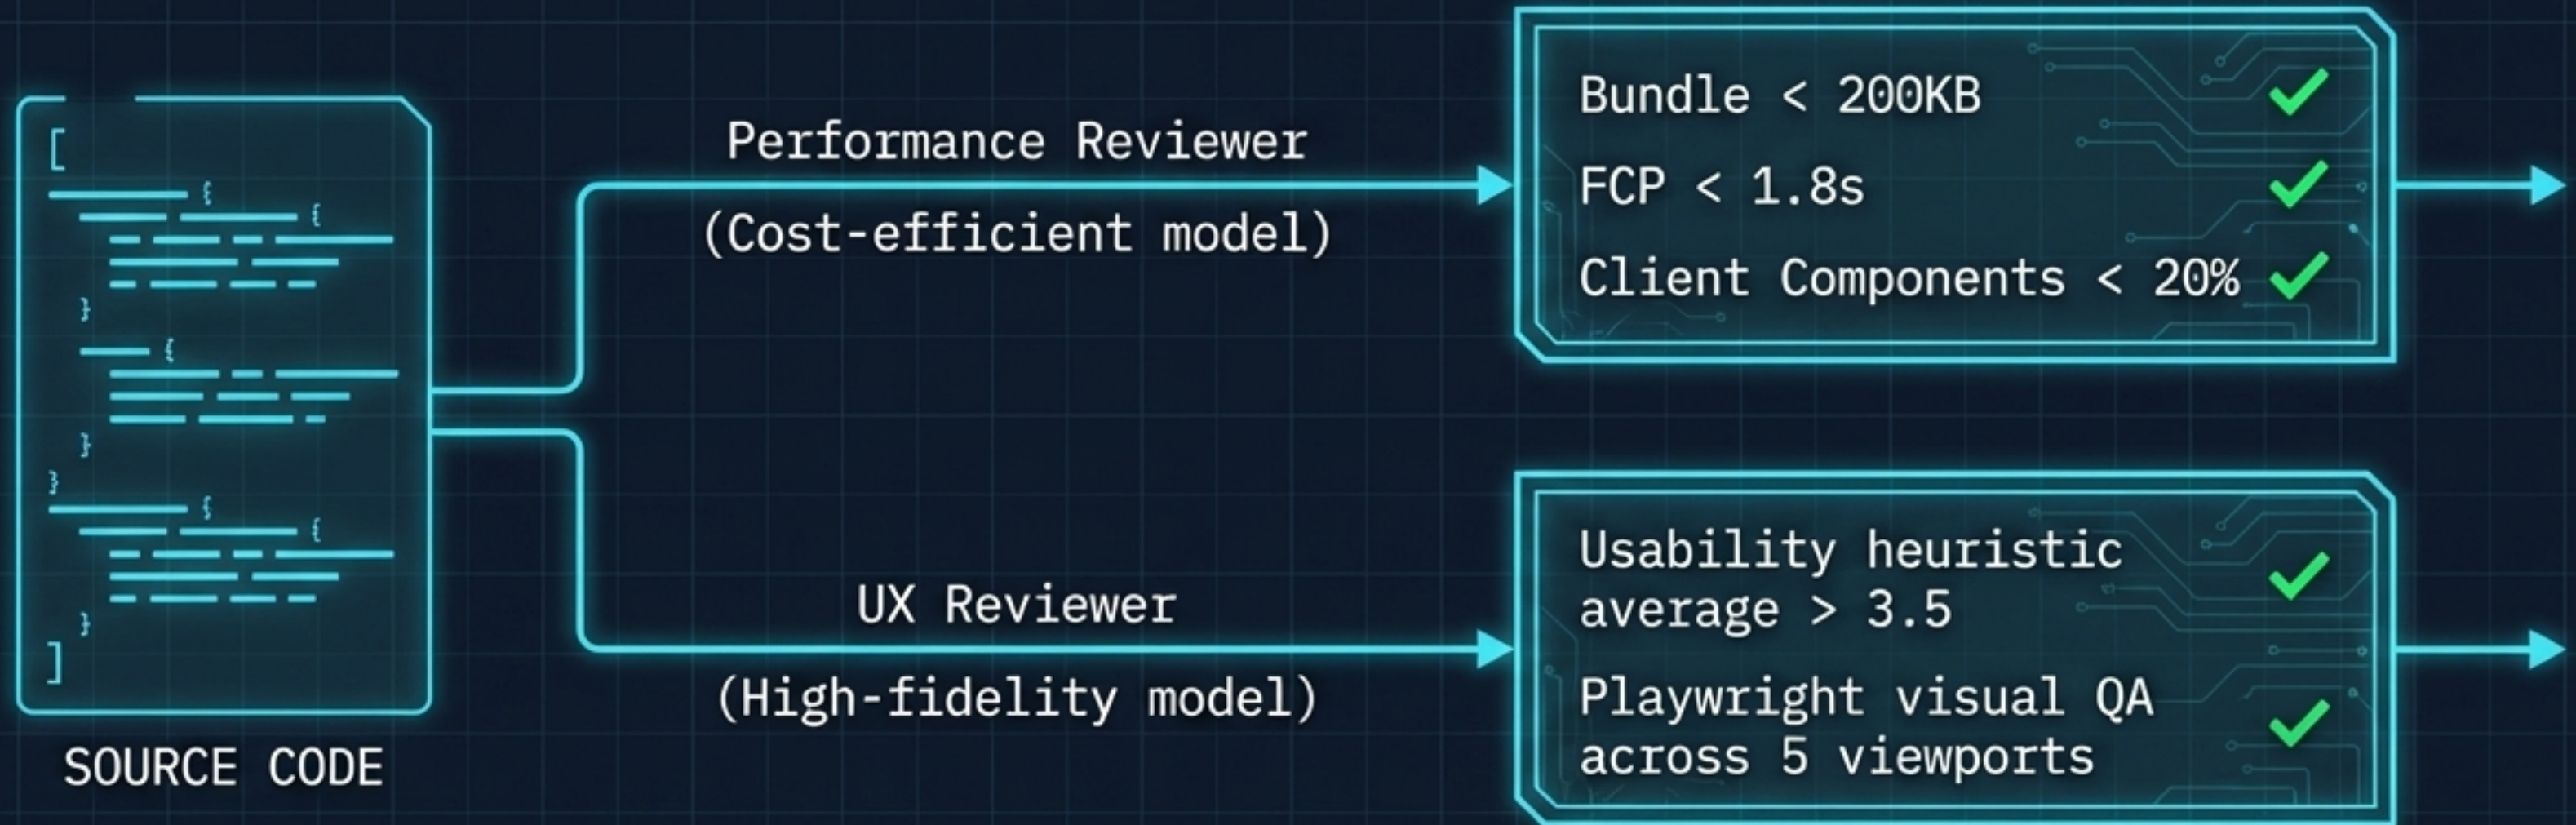 SOURCE CODE
Performance Reviewer
(Cost-efficient model)
Bundle < 200KB
FCP < 1.8s
Client Components < 20%
UX Reviewer
(High-fidelity model)
Usability heuristic
average > 3.5
Playwright visual QA
across 5 viewports